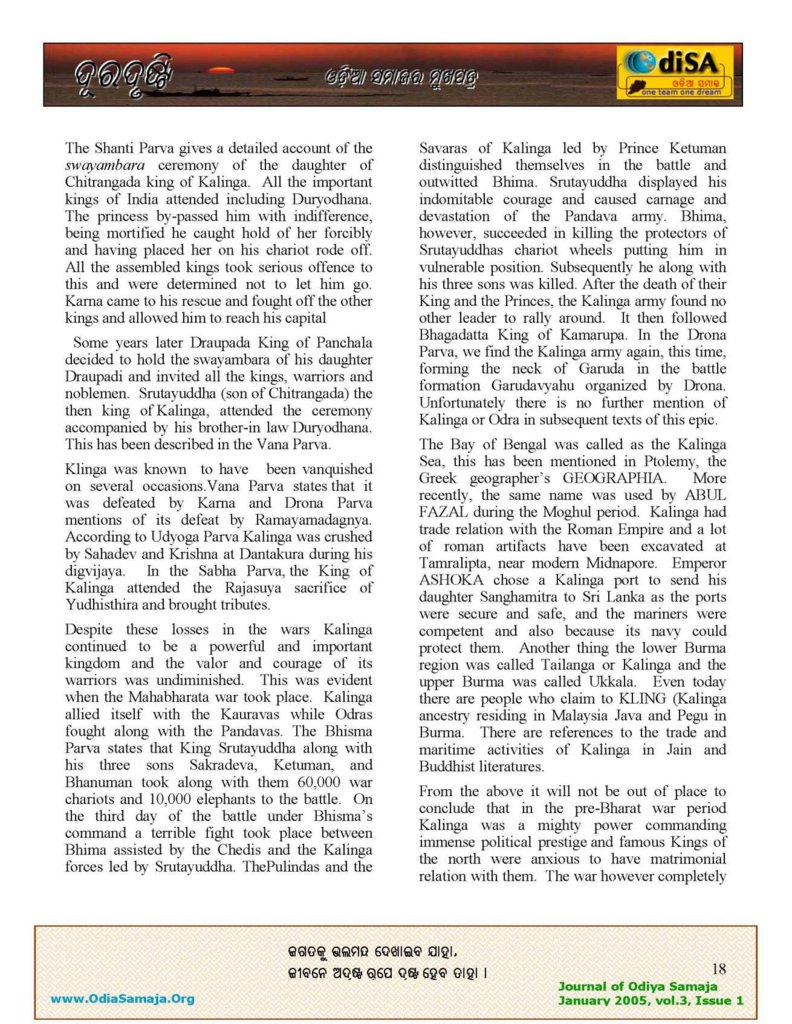 ଦୂରଦୃଷ୍ଟି
ଓଡ଼ିଆ ସମାଜର ମୁଖପତ୍ର
OdiSA
ଓଡ଼ିଆ ସମାଜ
one team one dream
The Shanti Parva gives a detailed account of the
swayambara ceremony of the daughter of
Chitrangada king of Kalinga. All the important
kings of India attended including Duryodhana.
The princess by-passed him with indifference,
being mortified he caught hold of her forcibly
and having placed her on his chariot rode off.
All the assembled kings took serious offence to
this and were determined not to let him go.
Karna came to his rescue and fought off the other
kings and allowed him to reach his capital
Some years later Draupada King of Panchala
decided to hold the swayambara of his daughter
Draupadi and invited all the kings, warriors and
noblemen. Srutayuddha (son of Chitrangada) the
then king of Kalinga, attended the ceremony
accompanied by his brother-in law Duryodhana.
This has been described in the Vana Parva.
Klinga was known to have been vanquished
on several occasions.Vana Parva states that it
was defeated by Karna and Drona Parva
mentions of its defeat by Ramayamadagnya.
According to Udyoga Parva Kalinga was crushed
by Sahadev and Krishna at Dantakura during his
digvijaya. In the Sabha Parva, the King of
Kalinga attended the Rajasuya sacrifice of
Yudhisthira and brought tributes.
Despite these losses in the wars Kalinga
continued to be a powerful and important
kingdom and the valor and courage of its
warriors was undiminished. This was evident
when the Mahabharata war took place. Kalinga
allied itself with the Kauravas while Odras
fought along with the Pandavas. The Bhisma
Parva states that King Srutayuddha along with
his three sons Sakradeva, Ketuman, and
Bhanuman took along with them 60,000 war
chariots and 10,000 elephants to the battle. On
the third day of the battle under Bhisma's
command a terrible fight took place between
Bhima assisted by the Chedis and the Kalinga
forces led by Srutayuddha. ThePulindas and the
Savaras of Kalinga led by Prince Ketuman
distinguished themselves in the battle and
outwitted Bhima. Srutayuddha displayed his
indomitable courage and caused carnage and
devastation of the Pandava army. Bhima,
however, succeeded in killing the protectors of
Srutayuddhas chariot wheels putting him in
vulnerable position. Subsequently he along with
his three sons was killed. After the death of their
King and the Princes, the Kalinga army found no
other leader to rally around. It then followed
Bhagadatta King of Kamarupa. In the Drona
Parva, we find the Kalinga army again, this time,
forming the neck of Garuda in the battle
formation Garudavyahu organized by Drona.
Unfortunately there is no further mention of
Kalinga or Odra in subsequent texts of this epic.
The Bay of Bengal was called as the Kalinga
Sea, this has been mentioned in Ptolemy, the
Greek geographer's GEOGRAPHIA. More
recently, the same name was used by ABUL
FAZAL during the Moghul period. Kalinga had
trade relation with the Roman Empire and a lot
of roman artifacts have been excavated at
Tamralipta, near modern Midnapore. Emperor
ASHOKA chose a Kalinga port to send his
daughter Sanghamitra to Sri Lanka as the ports
were secure and safe, and the mariners were
competent and also because its navy could
protect them. Another thing the lower Burma
region was called Tailanga or Kalinga and the
upper Burma was called Ukkala. Even today
there are people who claim to KLING (Kalinga
ancestry residing in Malaysia Java and Pegu in
Burma. There are references to the trade and
maritime activities of Kalinga in Jain and
Buddhist literatures.
From the above it will not be out of place to
conclude that in the pre-Bharat war period
Kalinga was a mighty power commanding
immense political prestige and famous Kings of
the north were anxious to have matrimonial
relation with them. The war however completely
ଜଗତକୁ ଭଲମନ୍ଦ ଦେଖାଇବ ଯାହା,
ଜୀବନେ ଅଦୃଷ୍ଟ ରୂପେ ଦୃଷ୍ଟ ହେବ ତାହା ।
18
www.OdiaSamaja.Org
Journal of Odiya Samaja
January 2005, vol.3, Issue 1